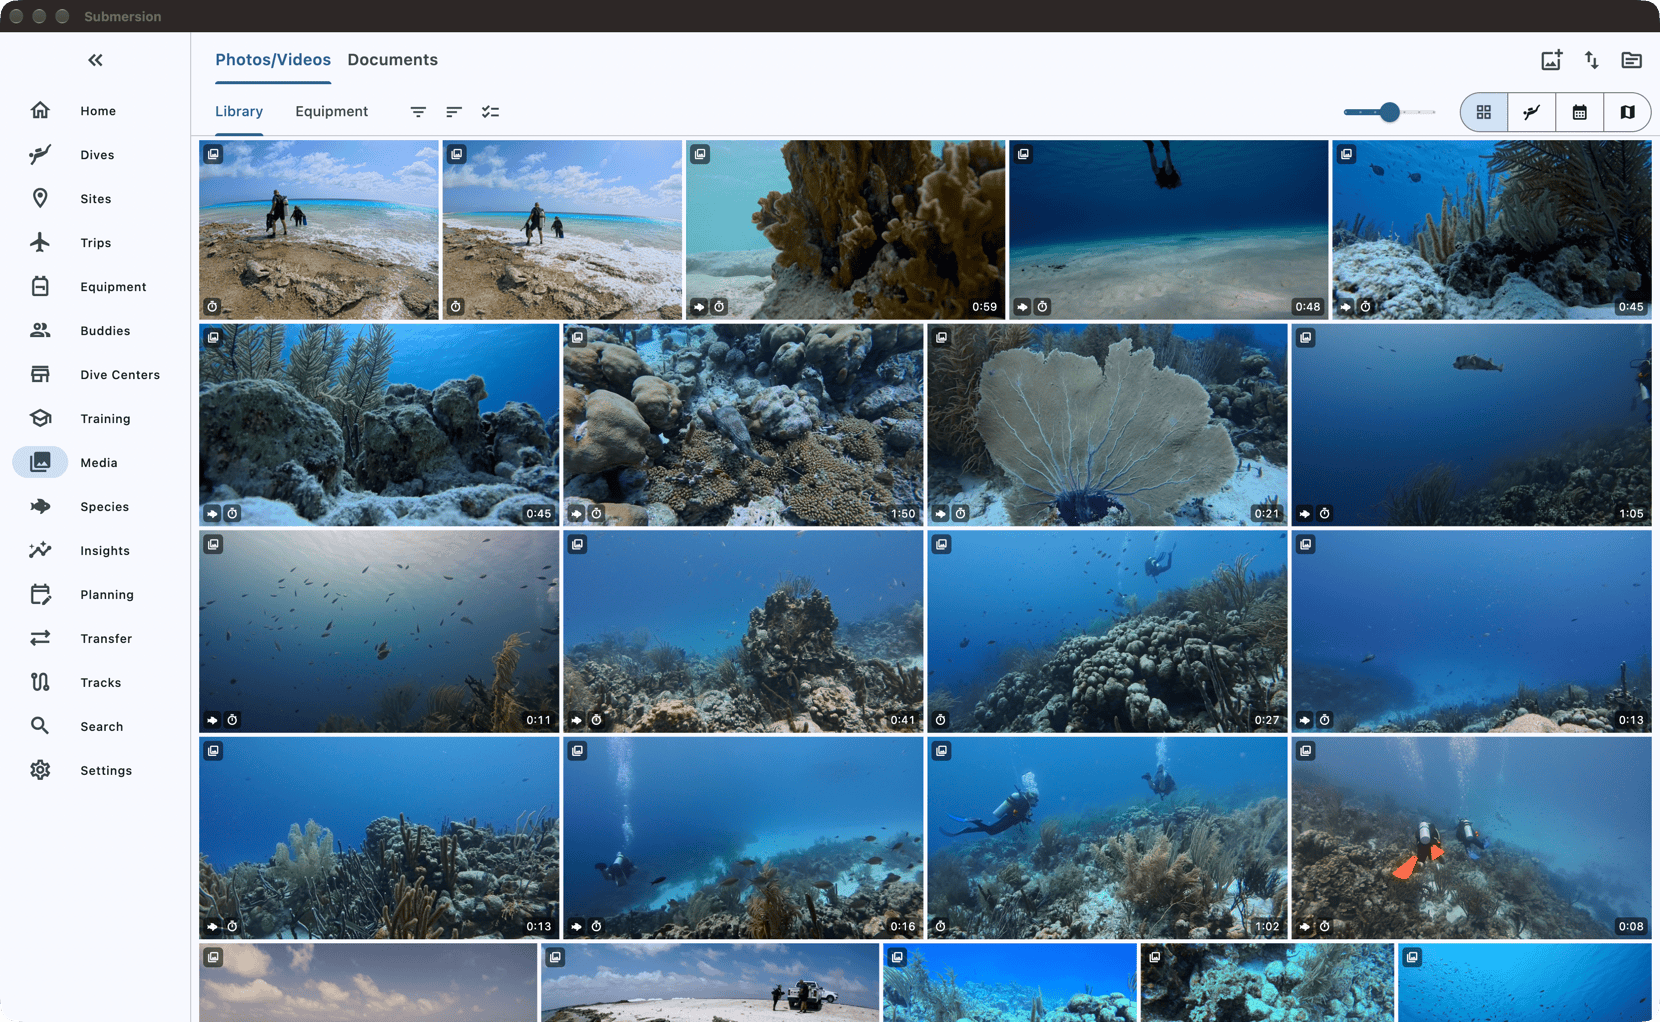 Submersion
Photos/Videos
Documents
Library
Equipment
Home
Dives
Sites
Trips
Equipment
Buddies
Dive Centers
Training
Media
Species
Insights
Planning
Transfer
Tracks
Search
Settings
0:59
0:48
0:45
0:45
1:50
0:21
1:05
0:11
0:41
0:27
0:13
0:13
0:16
1:02
0:08